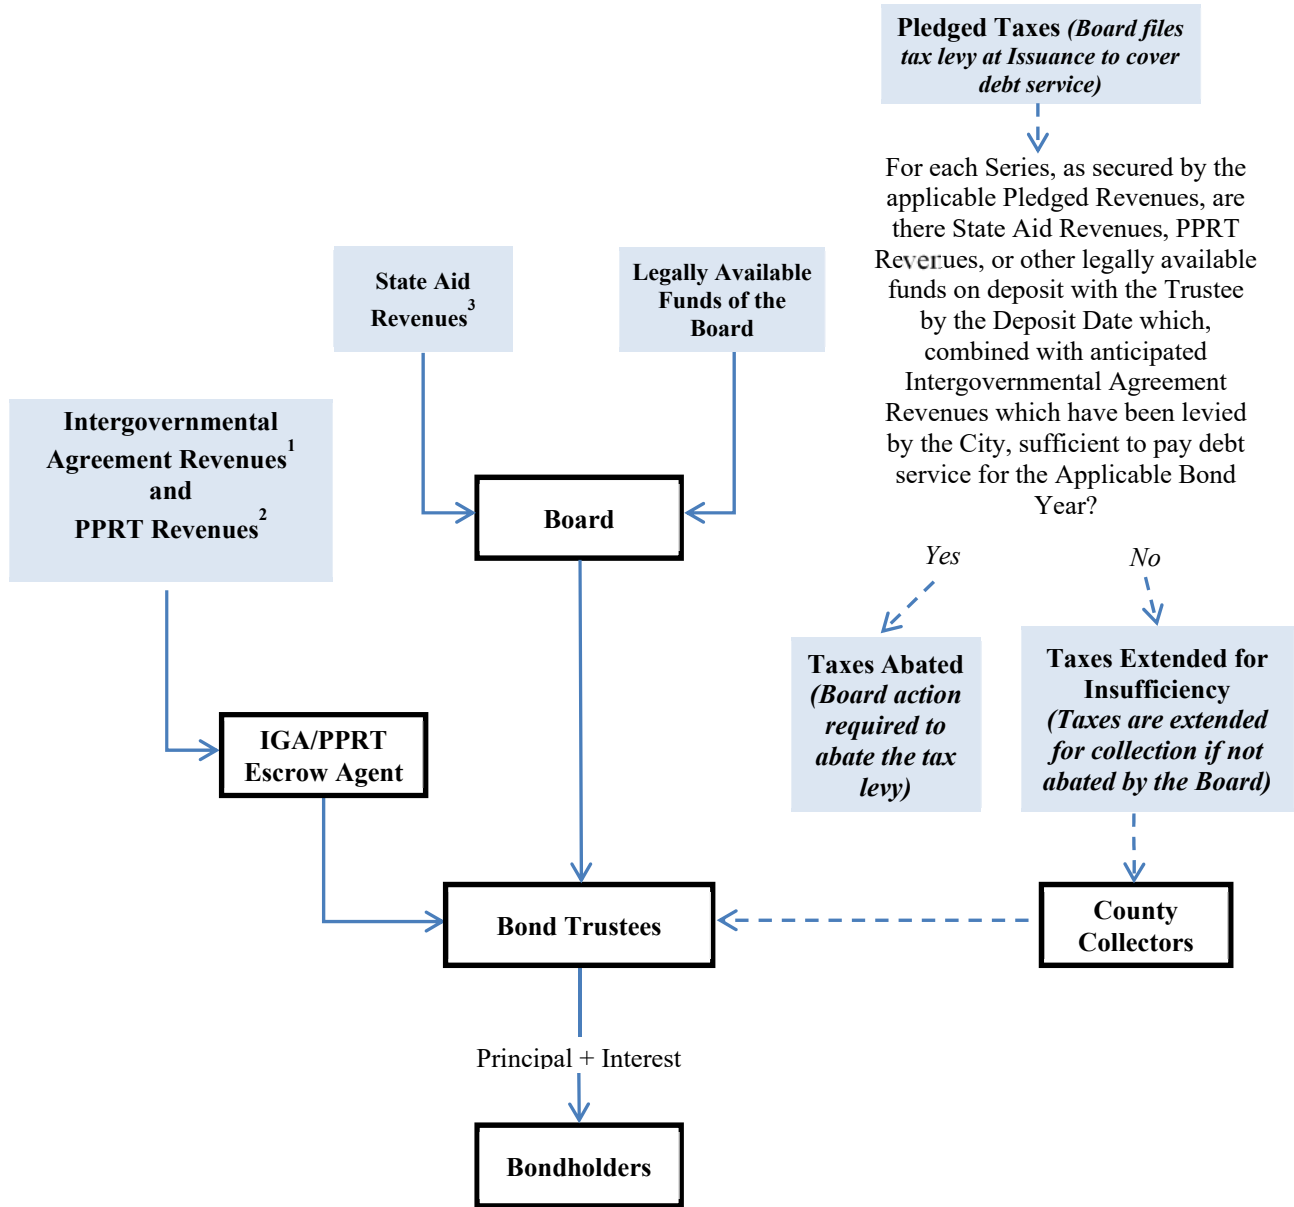 Pledged Taxes (Board files
tax levy at Issuance to cover
debt service)
For each Series, as secured by the
applicable Pledged Revenues, are
there State Aid Revenues, PPRT
Revenues, or other legally available
funds on deposit with the Trustee
by the Deposit Date which,
combined with anticipated
Intergovernmental Agreement
Revenues which have been levied
by the City, sufficient to pay debt
service for the Applicable Bond
Year?
State Aid
Revenues3
Legally Available
Funds of the
Board
Intergovernmental
Agreement Revenues1
and
PPRT Revenues2
Board
Yes
No
Taxes Abated
(Board action
required to
abate the tax
levy)
Taxes Extended for
Insufficiency
(Taxes are extended
for collection if not
abated by the Board)
IGA/PPRT
Escrow Agent
Bond Trustees
County
Collectors
Principal + Interest
Bondholders